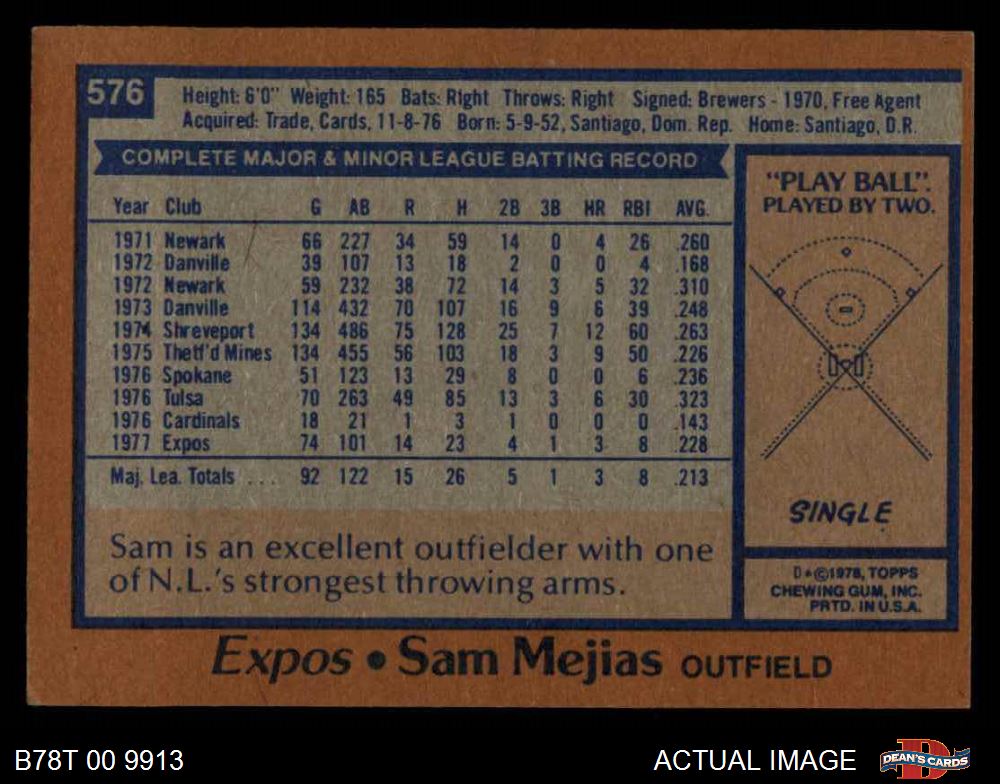 576
Height: 6'0" Weight: 165 Bats: Right Throws: Right Signed: Brewers - 1970, Free Agent
Acquired: Trade, Cards, 11-8-76 Born: 5-9-52, Santiago, Dom. Rep. Home: Santiago, D.R.
COMPLETE MAJOR & MINOR LEAGUE BATTING RECORD
Year Club G AB R H 2B 3B HR RBI AVG.
1971 Newark 66 227 34 59 14 0 4 26 .260
1972 Danville 39 107 13 18 2 0 0 4 .168
1972 Newark 59 232 38 72 14 3 5 32 .310
1973 Danville 114 432 70 107 16 9 6 39 .248
1974 Shreveport 134 486 75 128 25 7 12 60 .263
1975 Thetf'd Mines 134 455 56 103 18 3 9 50 .226
1976 Spokane 51 123 13 29 8 0 0 6 .236
1976 Tulsa 70 263 49 85 13 3 6 30 .323
1976 Cardinals 18 21 1 3 1 0 0 0 .143
1977 Expos 74 101 14 23 4 1 3 8 .228
Maj. Lea. Totals ... 92 122 15 26 5 1 3 8 .213
Sam is an excellent outfielder with one
of N.L.'s strongest throwing arms.
"PLAY BALL".
PLAYED BY TWO.
SINGLE
D*©1978, TOPPS
CHEWING GUM, INC.
PRTD. IN U.S.A.
Expos • Sam Mejias OUTFIELD
B78T 00 9913
ACTUAL IMAGE
DEAN'S CARDS